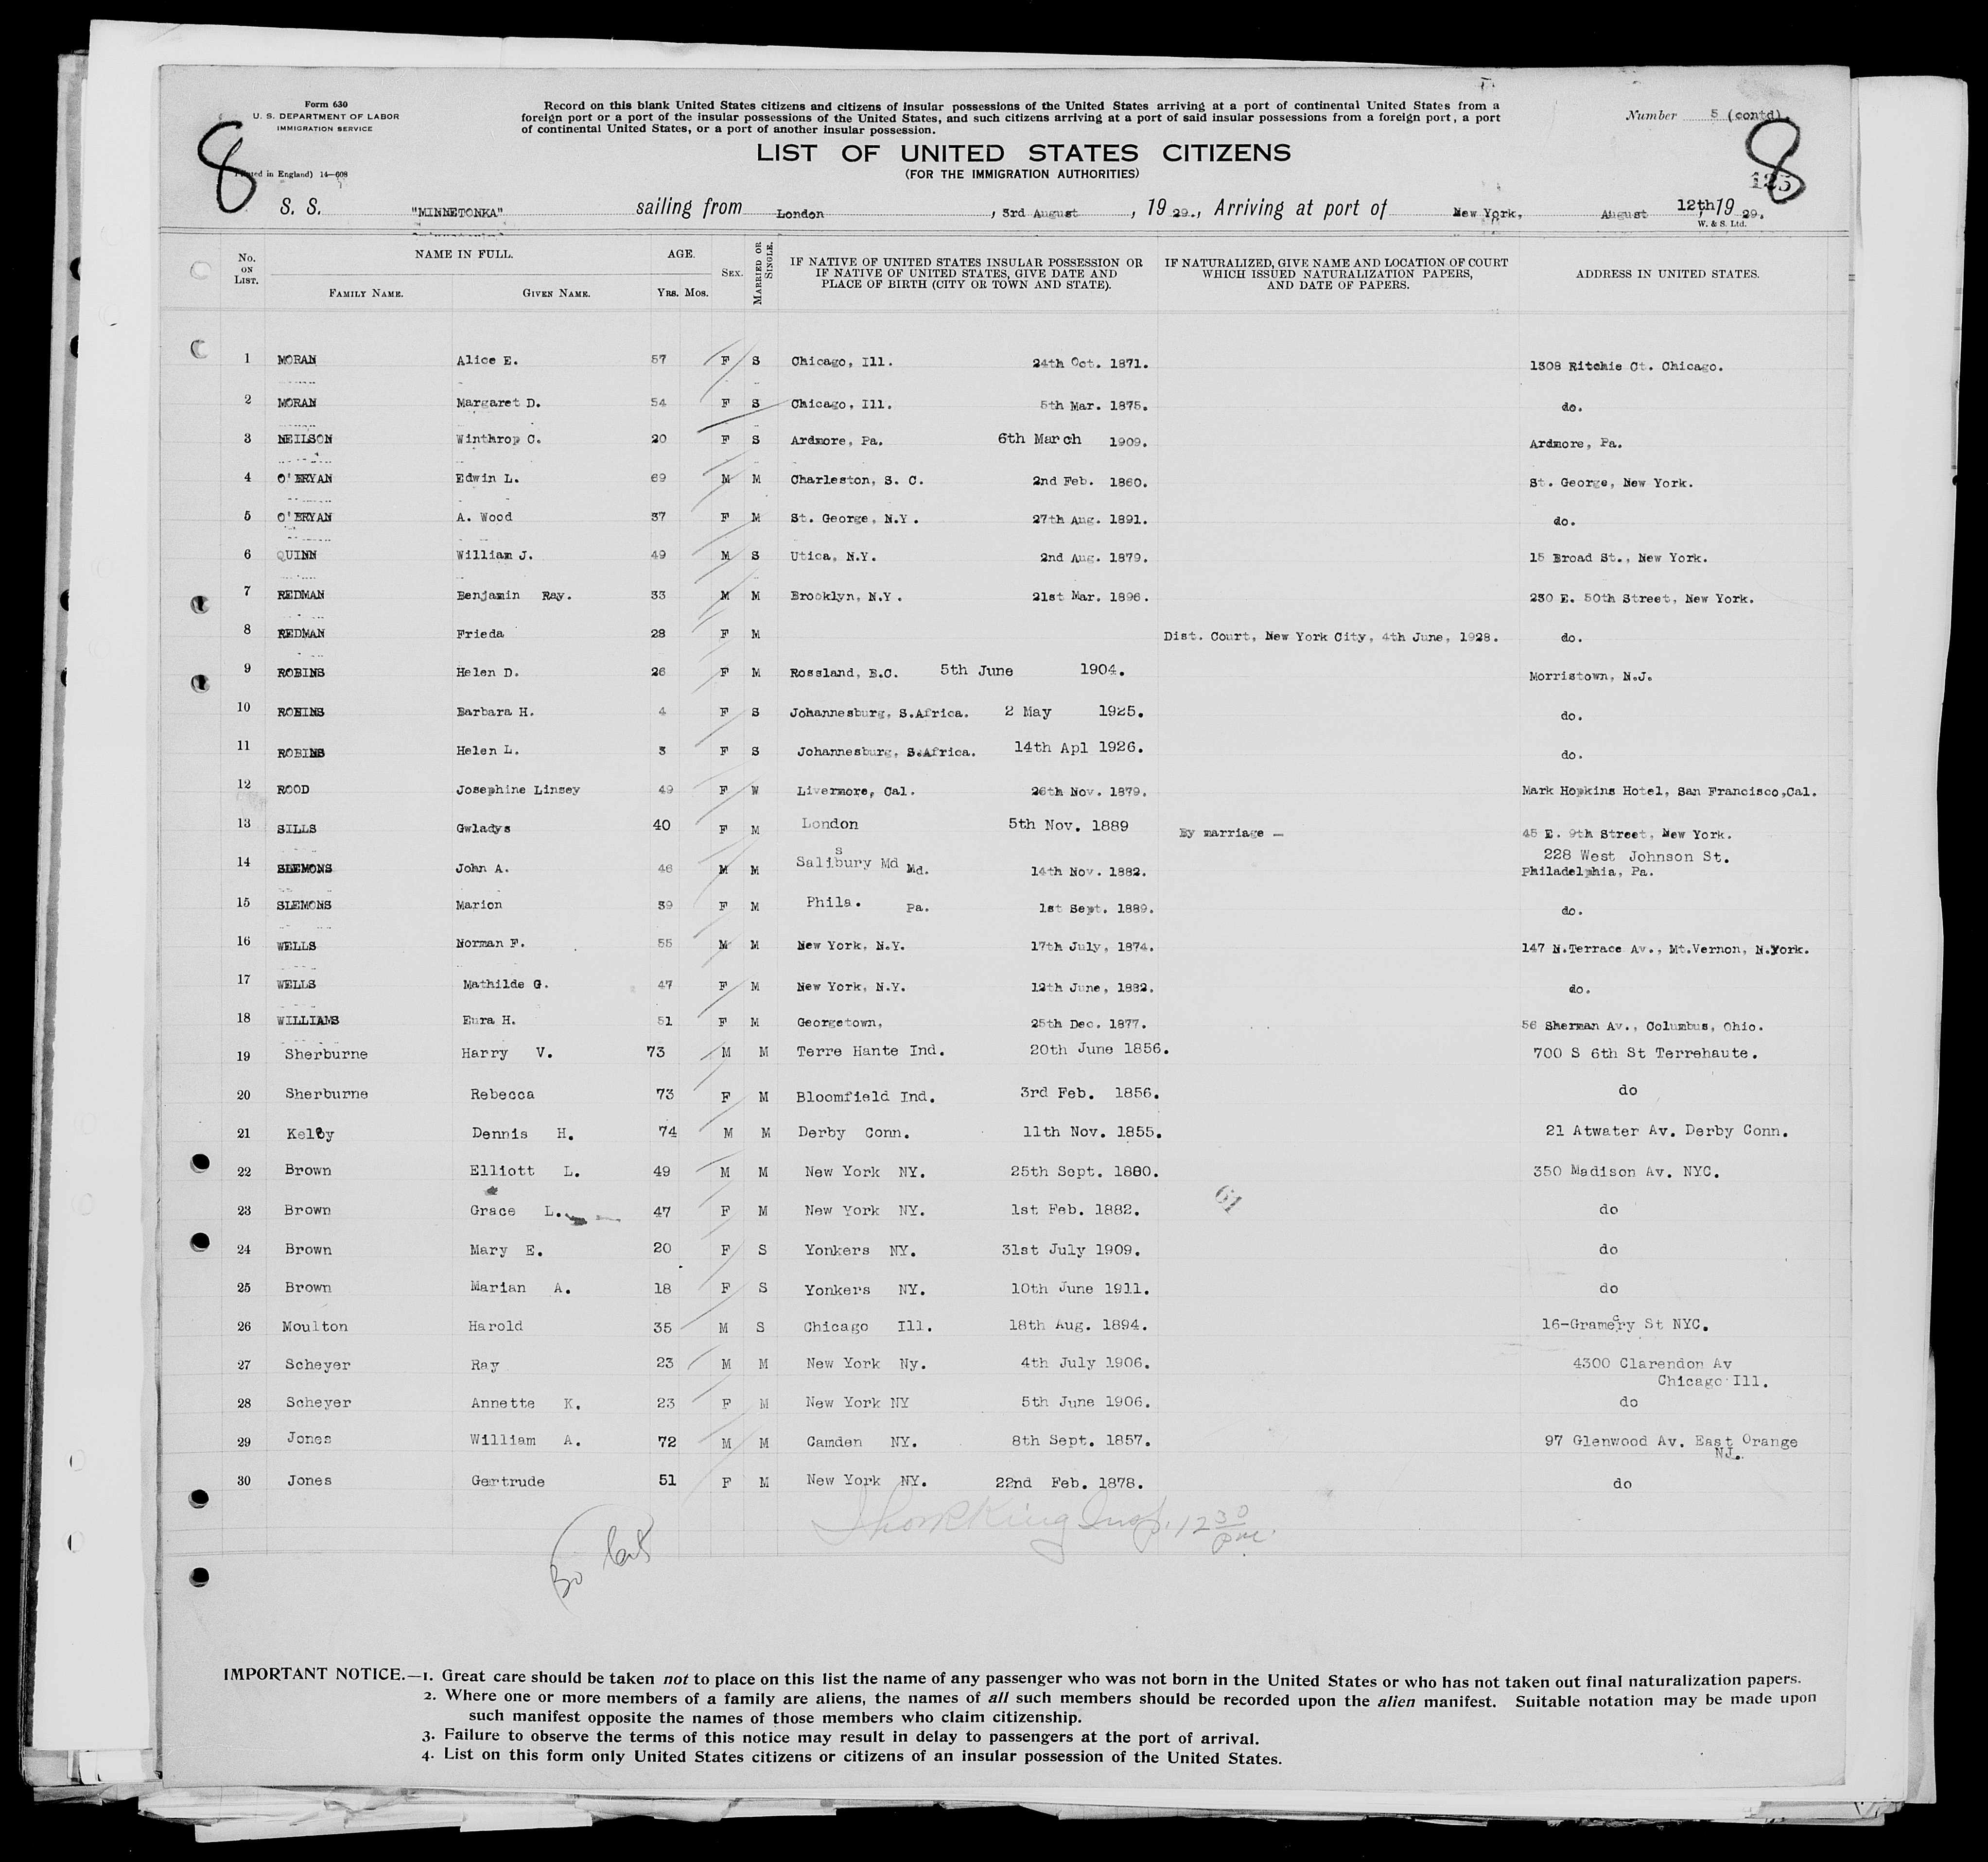 Form 630
U. S. DEPARTMENT OF LABOR
IMMIGRATION SERVICE
Record on this blank United States citizens and citizens of insular possessions of the United States arriving at a port of continental United States from a
foreign port or a port of the insular possessions of the United States, and such citizens arriving at a port of said insular possessions from a foreign port, a port
of continental United States, or a port of another insular possession.
Number 5 (contd).
8
8
125
LIST OF UNITED STATES CITIZENS
(FOR THE IMMIGRATION AUTHORITIES)
in England) 14—608
S. S. "MINNETONKA" sailing from London, 3rd August, 1929., Arriving at port of New York, August 12th, 1929.
W. & S. Ltd.
No. ON LIST. NAME IN FULL. FAMILY NAME. GIVEN NAME. AGE. YRS. MOS. SEX. MARRIED OR SINGLE. IF NATIVE OF UNITED STATES INSULAR POSSESSION OR IF NATIVE OF UNITED STATES, GIVE DATE AND PLACE OF BIRTH (CITY OR TOWN AND STATE). IF NATURALIZED, GIVE NAME AND LOCATION OF COURT WHICH ISSUED NATURALIZATION PAPERS, AND DATE OF PAPERS. ADDRESS IN UNITED STATES.
1 MORAN Alice E. 57 F S Chicago, Ill. 24th Oct. 1871. 1308 Ritchie Ct. Chicago.
2 MORAN Margaret D. 54 F S Chicago, Ill. 5th Mar. 1875. do.
3 NEILSON Winthrop C. 20 F S Ardmore, Pa. 6th March 1909. Ardmore, Pa.
4 O'BRYAN Edwin L. 69 M M Charleston, S. C. 2nd Feb. 1860. St. George, New York.
5 O'BRYAN A. Wood 37 F M St. George, N.Y. 27th Aug. 1891. do.
6 QUINN William J. 49 M S Utica, N.Y. 2nd Aug. 1879. 15 Broad St., New York.
7 REDMAN Benjamin Ray. 33 M M Brooklyn, N.Y. 21st Mar. 1896. 230 E. 50th Street, New York.
8 REDMAN Frieda 28 F M Dist. Court, New York City, 4th June, 1928. do.
9 ROBINS Helen D. 26 F M Rossland, B.C. 5th June 1904. Morristown, N.J.
10 ROBINS Barbara H. 4 F S Johannesburg, S.Africa. 2 May 1925. do.
11 ROBINS Helen L. 3 F S Johannesburg, S.Africa. 14th Apl 1926. do.
12 ROOD Josephine Linsey 49 F W Livermore, Cal. 26th Nov. 1879. Mark Hopkins Hotel, San Francisco,Cal.
13 SILLS Gwladys 40 F M London 5th Nov. 1889 By marriage — 45 E. 9th Street, New York.
14 SLEMONS John A. 46 M M Salisbury Md Md. 14th Nov. 1882. 228 West Johnson St.
Philadelphia, Pa.
15 SLEMONS Marion 39 F M Phila. Pa. 1st Sept. 1889. do.
16 WELLS Norman F. 55 M M New York, N.Y. 17th July, 1874. 147 N.Terrace Av., Mt.Vernon, N.York.
17 WELLS Mathilde G. 47 F M New York, N.Y. 12th June, 1882. do.
18 WILLIAMS Eura H. 51 F M Georgetown, 25th Dec. 1877. 56 Sherman Av., Columbus, Ohio.
19 Sherburne Harry V. 73 M M Terre Hante Ind. 20th June 1856. 700 S 6th St Terrehaute.
20 Sherburne Rebecca 73 F M Bloomfield Ind. 3rd Feb. 1856. do
21 Dennis H. 74 M M Derby Conn. 11th Nov. 1855. 21 Atwater Av. Derby Conn.
22 Brown Elliott L. 49 M M New York NY. 25th Sept. 1880. 350 Madison Av. NYC.
23 Brown Grace L. 47 F M New York NY. 1st Feb. 1882. do
61
24 Brown Mary E. 20 F S Yonkers NY. 31st July 1909. do
25 Brown Marian A. 18 F S Yonkers NY. 10th June 1911. do
26 Moulton Harold 35 M S Chicago Ill. 18th Aug. 1894. 16-Gramecry St NYC.
27 Scheyer Ray 23 M M New York Ny. 4th July 1906. 4300 Clarendon Av
Chicago Ill.
28 Scheyer Annette K. 23 F M New York NY 5th June 1906. do
29 Jones William A. 72 M M Camden NY. 8th Sept. 1857. 97 Glenwood Av. East Orange
NJ.
30 Jones Gertrude 51 F M New York NY. 22nd Feb. 1878. do
King Insp. 12 30 pm.
30
IMPORTANT NOTICE.—1. Great care should be taken not to place on this list the name of any passenger who was not born in the United States or who has not taken out final naturalization papers.
2. Where one or more members of a family are aliens, the names of all such members should be recorded upon the alien manifest. Suitable notation may be made upon
such manifest opposite the names of those members who claim citizenship.
3. Failure to observe the terms of this notice may result in delay to passengers at the port of arrival.
4. List on this form only United States citizens or citizens of an insular possession of the United States.